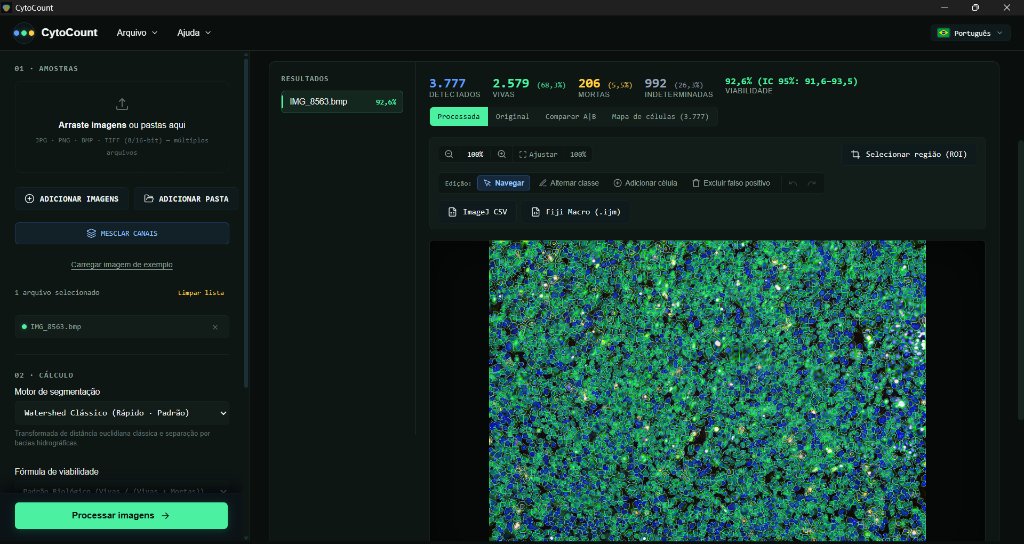 CytoCount
CytoCount Arquivo Ajuda Português
01 · AMOSTRAS
Arraste imagens ou pastas aqui
JPG · PNG · BMP · TIFF (8/16-bit) — múltiplos
arquivos
ADICIONAR IMAGENS ADICIONAR PASTA
MESCLAR CANAIS
Carregar imagem de exemplo
1 arquivo selecionado Limpar lista
IMG_8563.bmp ×
02 · CÁLCULO
Motor de segmentação
Watershed Clássico (Rápido · Padrão)
Transformada de distância euclidiana clássica e separação por
bacias hidrográficas.
Fórmula de viabilidade
Padrão Biológico (Vivas / (Vivas + Mortas))
Processar imagens →
RESULTADOS
IMG_8563.bmp 92,6%
3.777 2.579 (68,3%) 206 (5,5%) 992 (26,3%) 92,6% (IC 95%: 91,6–93,5)
DETECTADOS VIVAS MORTAS INDETERMINADAS VIABILIDADE
Processada Original Comparar A|B Mapa de células (3.777)
100% Ajustar 100% Selecionar região (ROI)
Edição: Navegar Alternar classe Adicionar célula Excluir falso positivo
ImageJ CSV Fiji Macro (.ijm)